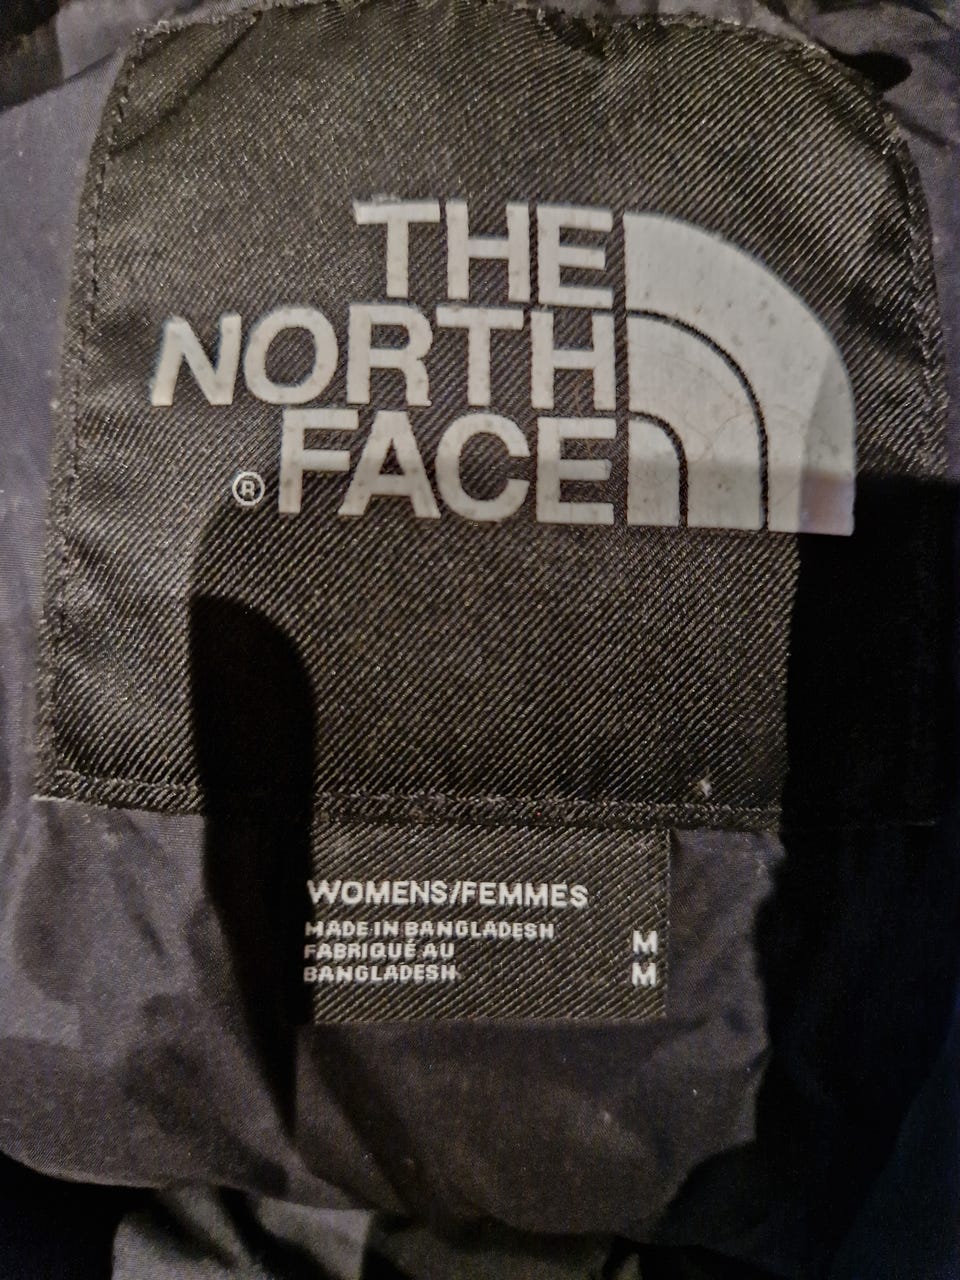 THE
NORTH
FACE
®
WOMENS/FEMMES
MADE IN BANGLADESH
FABRIQUÉ AU M
BANGLADESH M